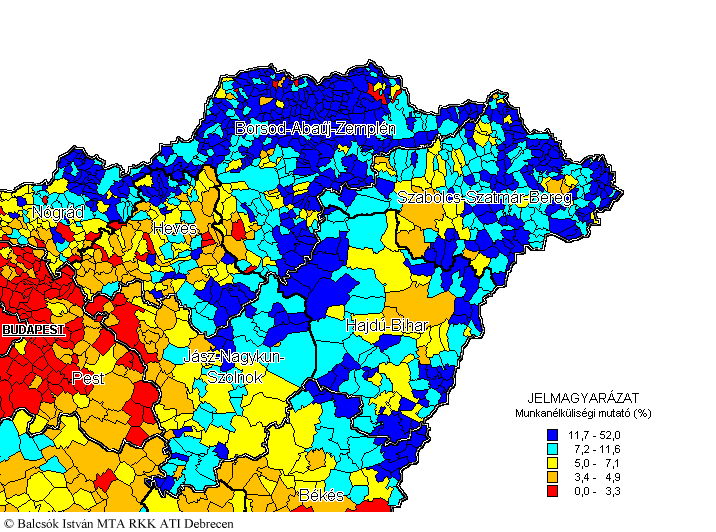 Borsod-Abaúj-Zemplén
Szabolcs-Szatmár-Bereg
Nógrád
Heves
BUDAPEST
Hajdú-Bihar
Jász-Nagykun-
Szolnok
Pest
Békés
JELMAGYARÁZAT
Munkanélküliségi mutató (%)
11,7 - 52,0
7,2 - 11,6
5,0 - 7,1
3,4 - 4,9
0,0 - 3,3
© Balcsók István MTA RKK ATI Debrecen